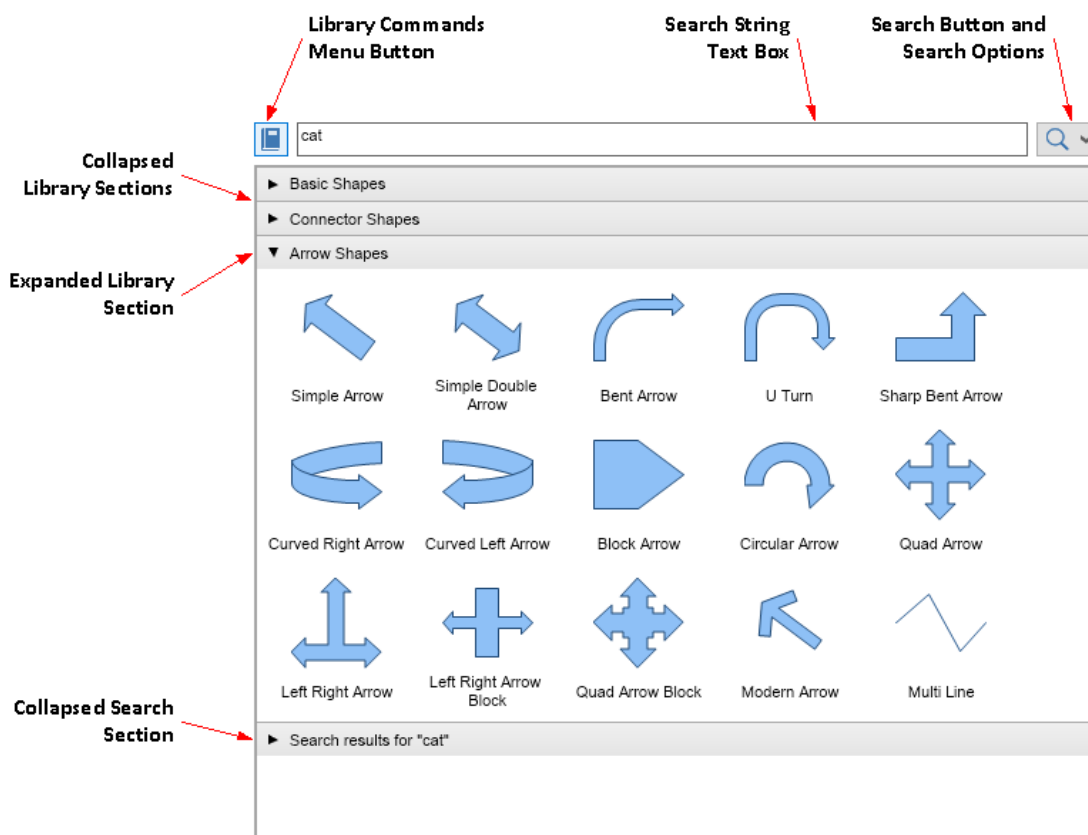 Library Commands
Menu Button
Search String
Text Box
Search Button and
Search Options
cat
Collapsed
Library Sections
Basic Shapes
Connector Shapes
Arrow Shapes
Expanded Library
Section
Simple Arrow
Simple Double
Arrow
Bent Arrow
U Turn
Sharp Bent Arrow
Curved Right Arrow
Curved Left Arrow
Block Arrow
Circular Arrow
Quad Arrow
Left Right Arrow
Left Right Arrow
Block
Quad Arrow Block
Modern Arrow
Multi Line
Collapsed Search
Section
Search results for "cat"